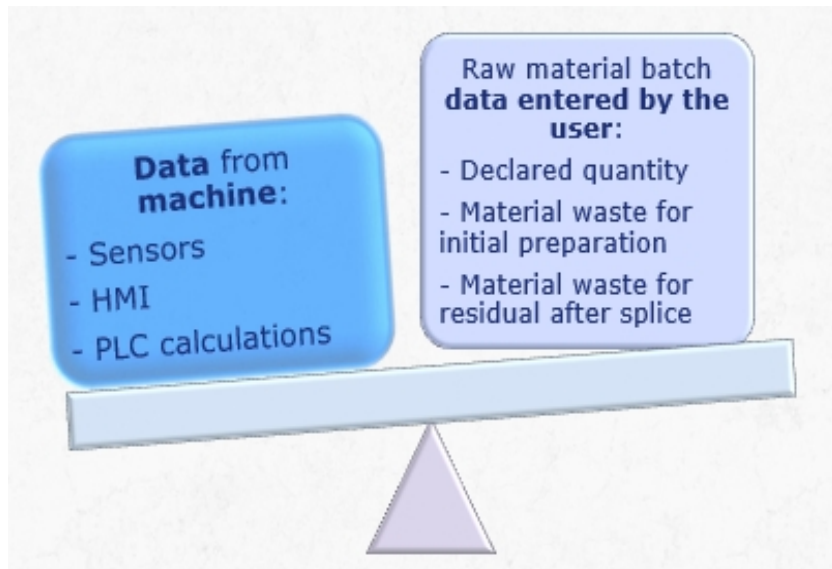 Data from
machine:
- Sensors
- HMI
- PLC calculations
Raw material batch
data entered by the
user:
- Declared quantity
- Material waste for
initial preparation
- Material waste for
residual after splice